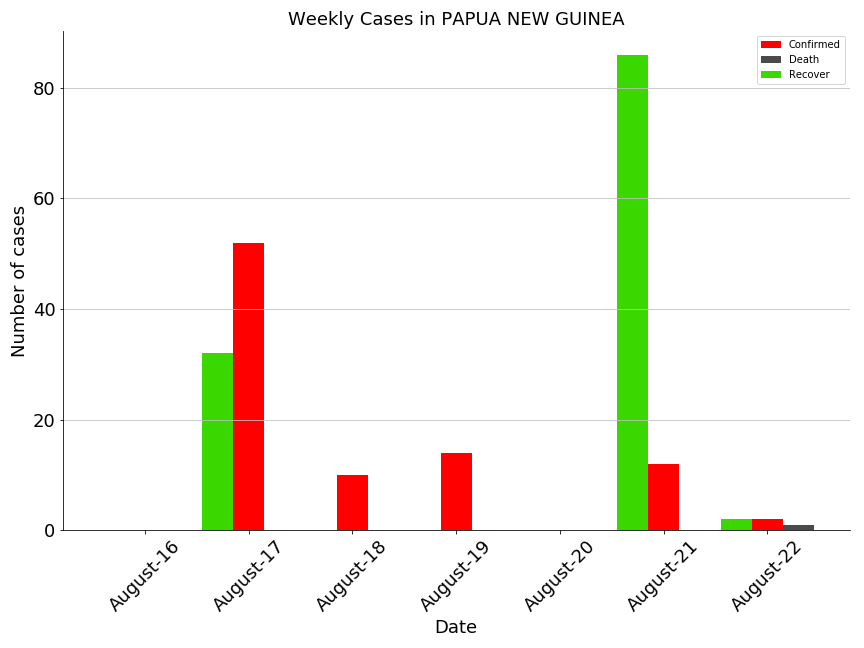 Weekly Cases in PAPUA NEW GUINEA
Confirmed
Death
Recover
Number of cases
80
60
40
20
0
August-16
August-17
August-18
August-19
August-20
August-21
August-22
Date